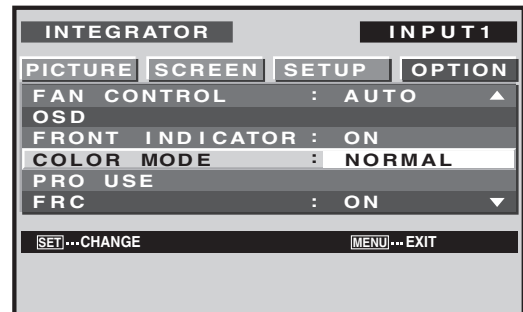 INTEGRATOR INPUT1
PICTURE SCREEN SETUP OPTION
FAN CONTROL : AUTO ▲
OSD
FRONT INDICATOR : ON
COLOR MODE : NORMAL
PRO USE
FRC : ON ▼
SET···CHANGE MENU···EXIT